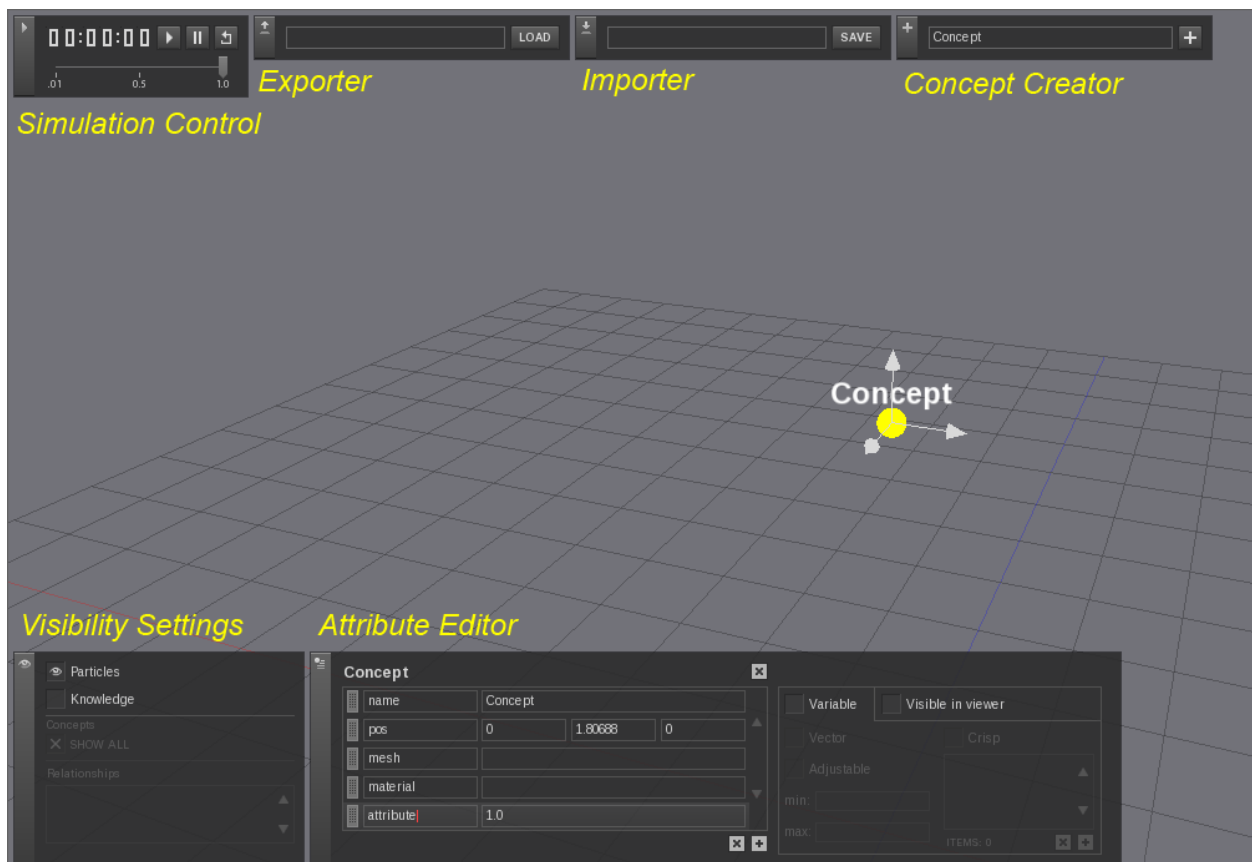 00:00:00
.01 0.5 1.0
LOAD
SAVE
Concept
Exporter
Importer
Concept Creator
Simulation Control
Concept
Visibility Settings
Attribute Editor
Particles
Knowledge
Concepts
SHOW ALL
Relationships
Concept
name Concept
pos 0 1.80688 0
mesh
material
attribute 1.0
Variable Visible in viewer
Vector Crisp
Adjustable
min:
max:
ITEMS: 0